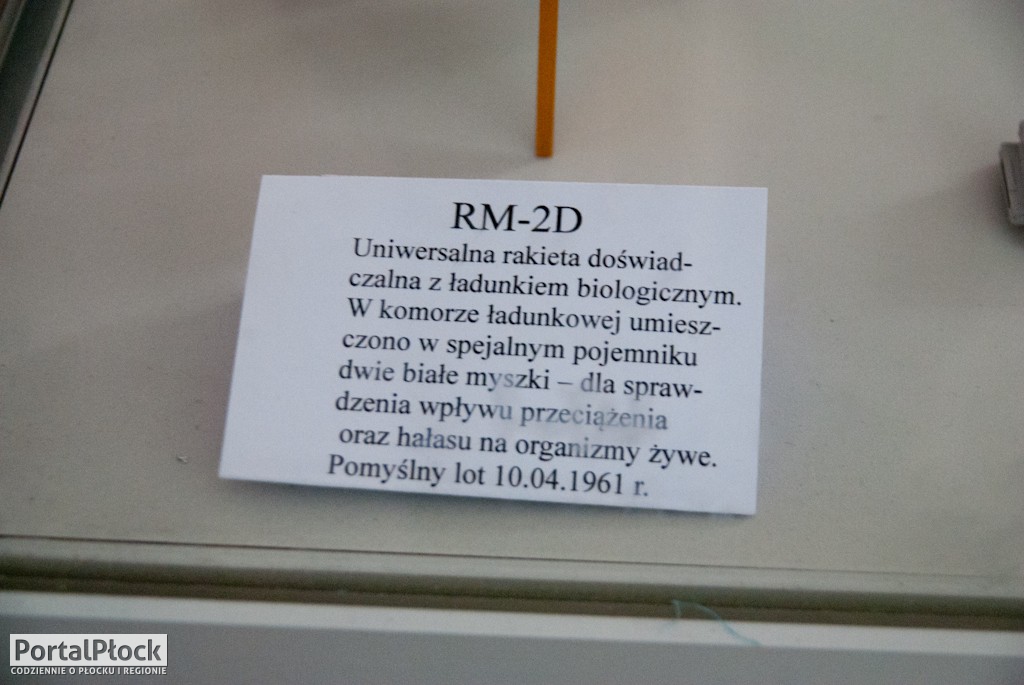 RM-2D
Uniwersalna rakieta doświad-
czalna z ładunkiem biologicznym.
W komorze ładunkowej umiesz-
czono w spejalnym pojemniku
dwie białe myszki – dla spraw-
dzenia wpływu przeciążenia
oraz hałasu na organizmy żywe.
Pomyślny lot 10.04.1961 r.
PortalPłock
CODZIENNIE O PŁOCKU I REGIONIE